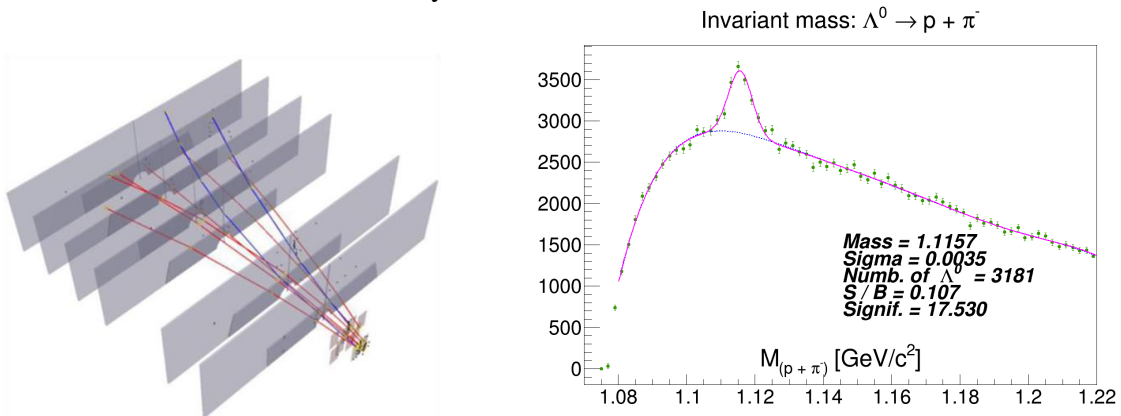 Invariant mass: Λ⁰ → p + π⁻
3500
3000
2500
2000
1500
1000
500
0
Mass = 1.1157
Sigma = 0.0035
Numb. of Λ⁰ = 3181
S / B = 0.107
Signif. = 17.530
M(p + π⁻) [GeV/c²]
1.08 1.1 1.12 1.14 1.16 1.18 1.2 1.22